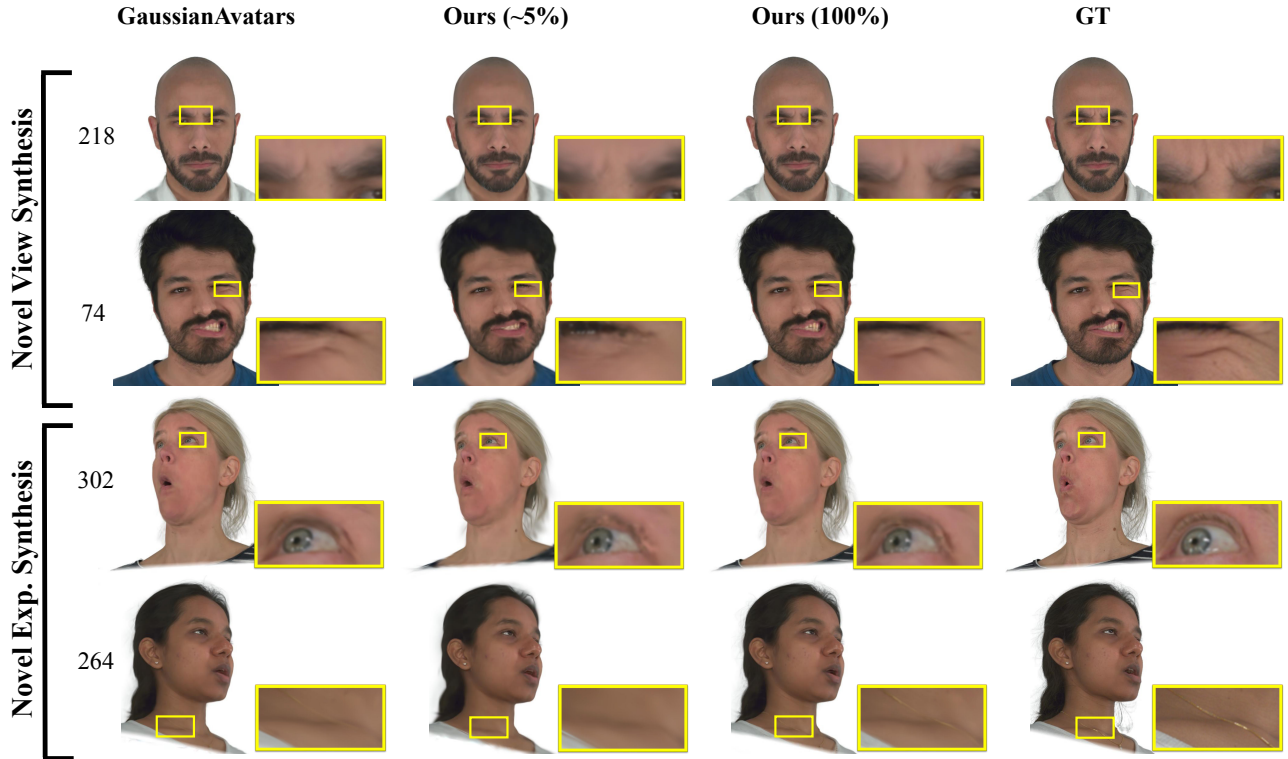 GaussianAvatars Ours (~5%) Ours (100%) GT
Novel View Synthesis
218
74
Novel Exp. Synthesis
302
264